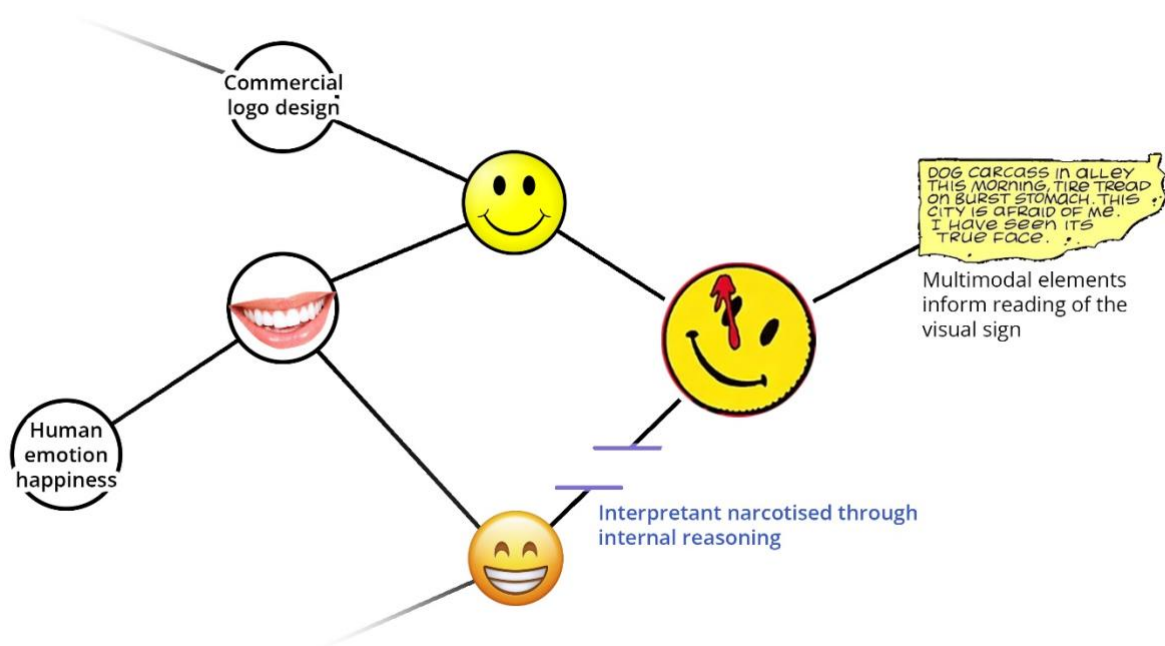 Commercial
logo design
DOG CARCASS IN ALLEY
THIS MORNING, TIRE TREAD
ON BURST STOMACH. THIS
CITY IS AFRAID OF ME.
I HAVE SEEN ITS
TRUE FACE.
Multimodal elements
inform reading of the
visual sign
Human
emotion
happiness
Interpretant narcotised through
internal reasoning